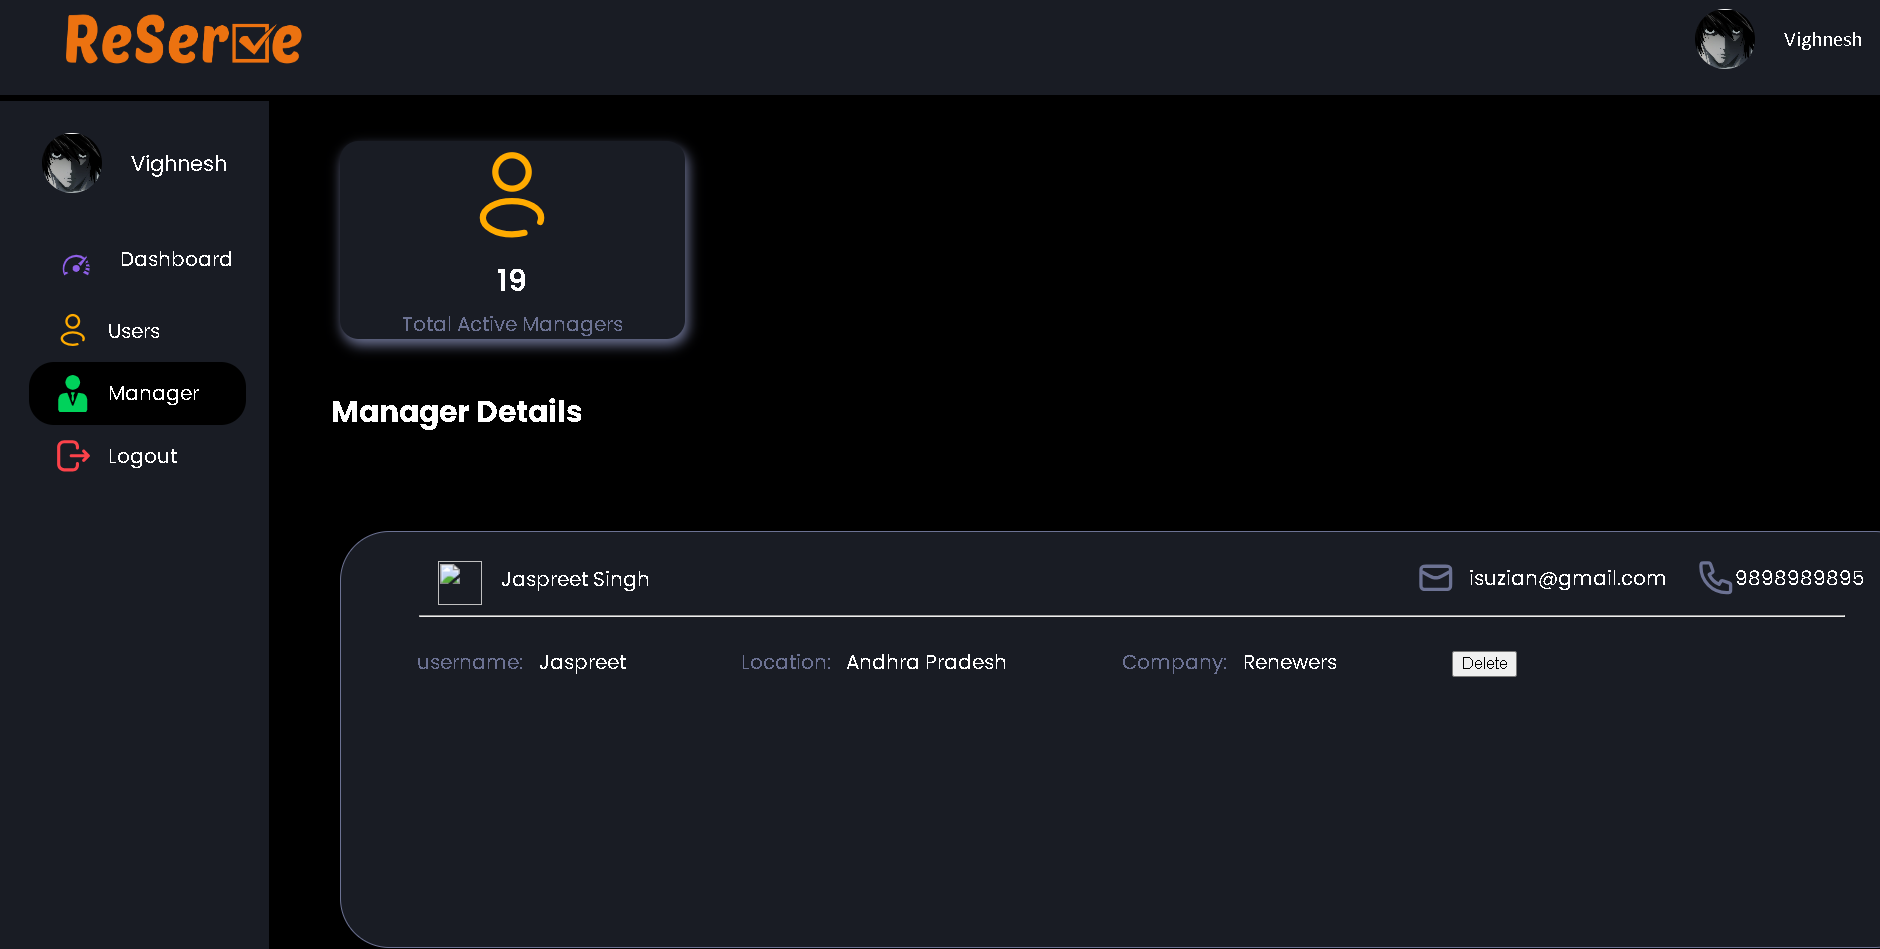 ReServe
Vighnesh
Vighnesh
Dashboard
Users
Manager
Logout
19
Total Active Managers
Manager Details
Jaspreet Singh isuzian@gmail.com 9898989895
username: Jaspreet Location: Andhra Pradesh Company: Renewers Delete